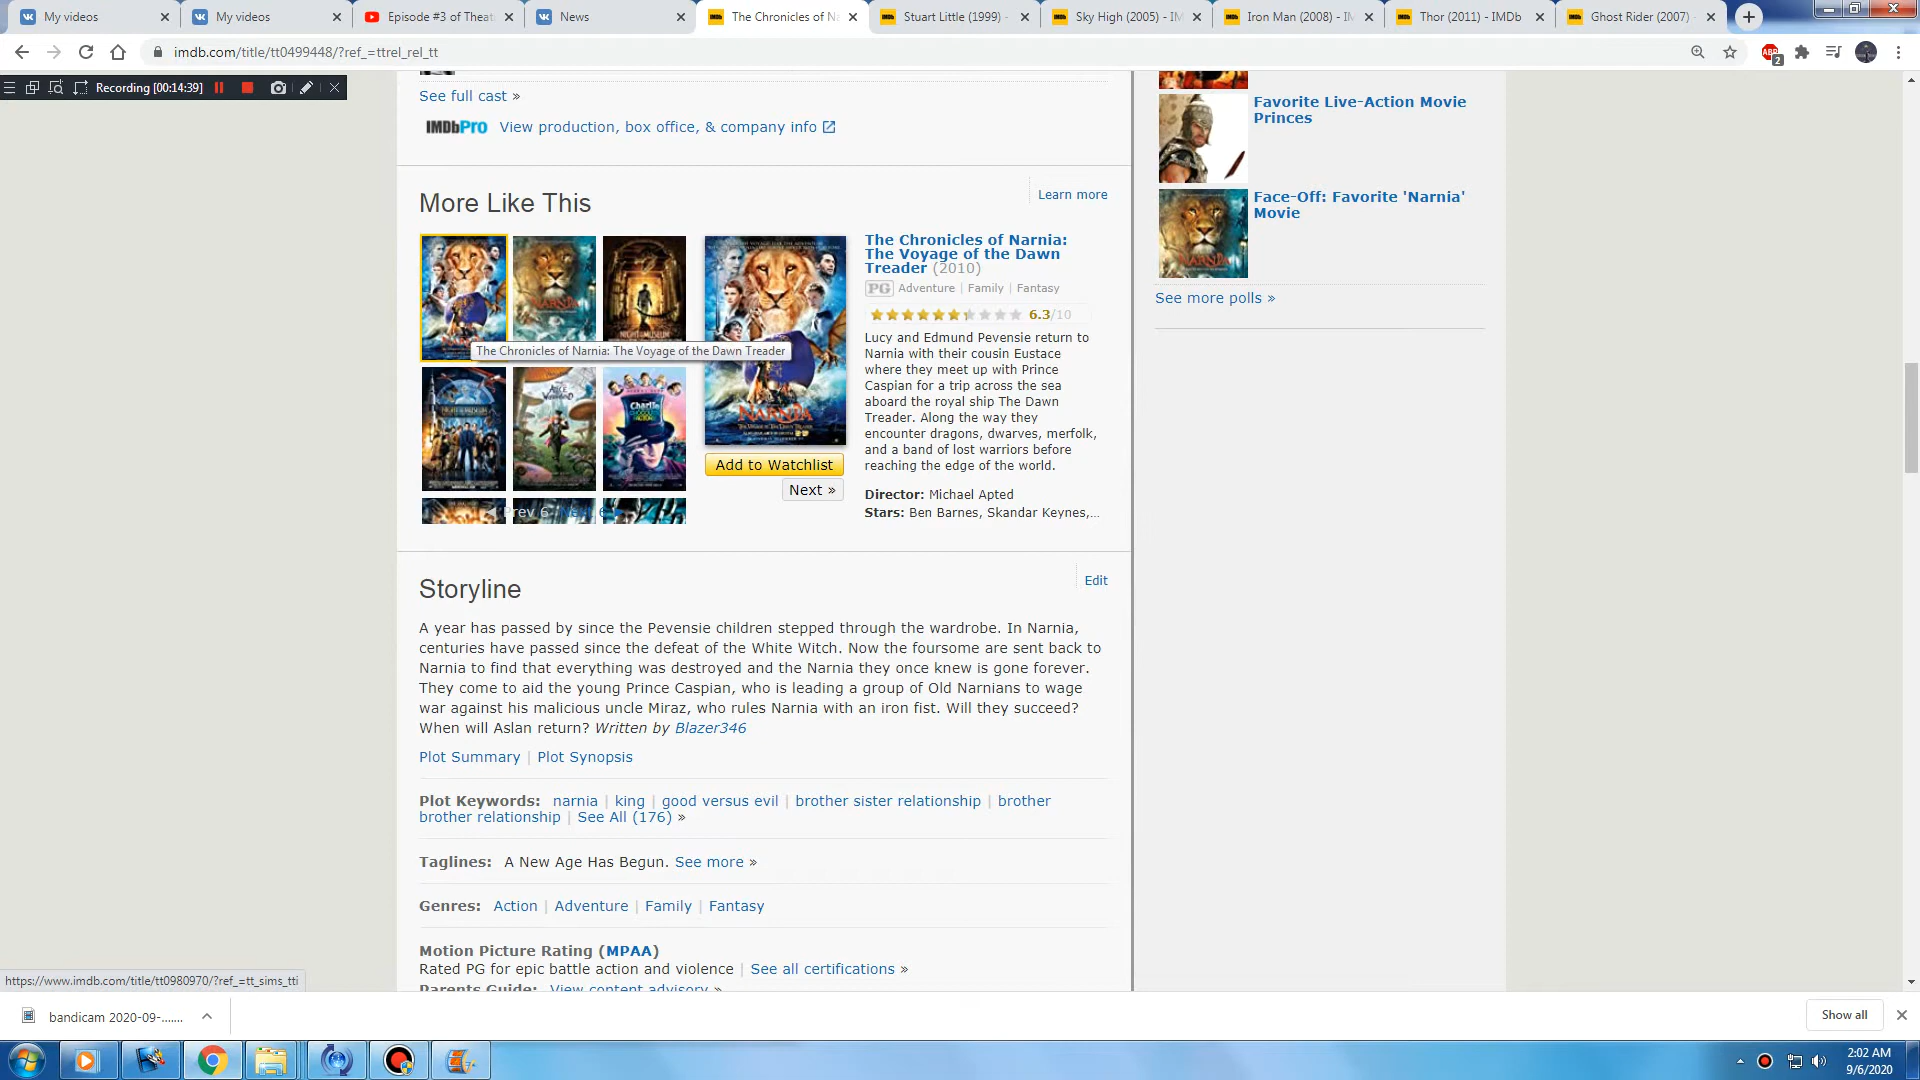 My videos
My videos
Episode #3 of Theat
News
The Chronicles of Na
Stuart Little (1999) -
Sky High (2005) - IM
Iron Man (2008) - IM
Thor (2011) - IMDb
Ghost Rider (2007) -
imdb.com/title/tt0499448/?ref_=ttrel_rel_tt
ABP
2
Recording [00:14:39]
See full cast »
IMDbPro View production, box office, & company info
More Like This
Learn more
The Chronicles of Narnia:
The Voyage of the Dawn
Treader (2010)
PG Adventure | Family | Fantasy
6.3/10
Lucy and Edmund Pevensie return to
Narnia with their cousin Eustace
where they meet up with Prince
Caspian for a trip across the sea
aboard the royal ship The Dawn
Treader. Along the way they
encounter dragons, dwarves, merfolk,
and a band of lost warriors before
reaching the edge of the world.
Director: Michael Apted
Stars: Ben Barnes, Skandar Keynes,...
The Chronicles of Narnia: The Voyage of the Dawn Treader
NARNIA
Charlie
Add to Watchlist
Next »
◄ Prev 6 Next 6 ►
Favorite Live-Action Movie
Princes
Face-Off: Favorite 'Narnia'
Movie
See more polls »
Storyline
Edit
A year has passed by since the Pevensie children stepped through the wardrobe. In Narnia,
centuries have passed since the defeat of the White Witch. Now the foursome are sent back to
Narnia to find that everything was destroyed and the Narnia they once knew is gone forever.
They come to aid the young Prince Caspian, who is leading a group of Old Narnians to wage
war against his malicious uncle Miraz, who rules Narnia with an iron fist. Will they succeed?
When will Aslan return? Written by Blazer346
Plot Summary | Plot Synopsis
Plot Keywords: narnia | king | good versus evil | brother sister relationship | brother
brother relationship | See All (176) »
Taglines: A New Age Has Begun. See more »
Genres: Action | Adventure | Family | Fantasy
Motion Picture Rating (MPAA)
Rated PG for epic battle action and violence | See all certifications »
Parents Guide: View content advisory »
https://www.imdb.com/title/tt0980970/?ref_=tt_sims_tti
bandicam 2020-09-.......
Show all
2:02 AM
9/6/2020